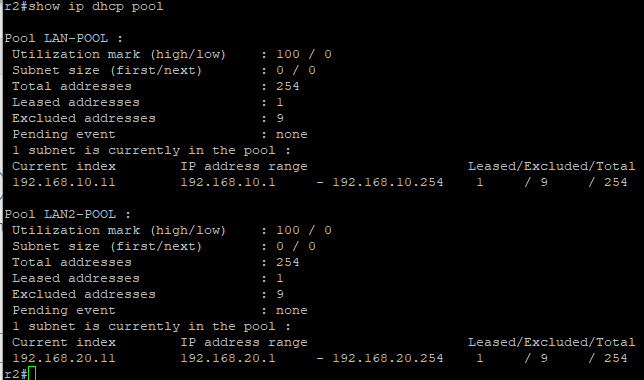 r2#show ip dhcp pool
Pool LAN-POOL :
Utilization mark (high/low) : 100 / 0
Subnet size (first/next) : 0 / 0
Total addresses : 254
Leased addresses : 1
Excluded addresses : 9
Pending event : none
1 subnet is currently in the pool :
Current index IP address range Leased/Excluded/Total
192.168.10.11 192.168.10.1 - 192.168.10.254 1 / 9 / 254
Pool LAN2-POOL :
Utilization mark (high/low) : 100 / 0
Subnet size (first/next) : 0 / 0
Total addresses : 254
Leased addresses : 1
Excluded addresses : 9
Pending event : none
1 subnet is currently in the pool :
Current index IP address range Leased/Excluded/Total
192.168.20.11 192.168.20.1 - 192.168.20.254 1 / 9 / 254
r2#